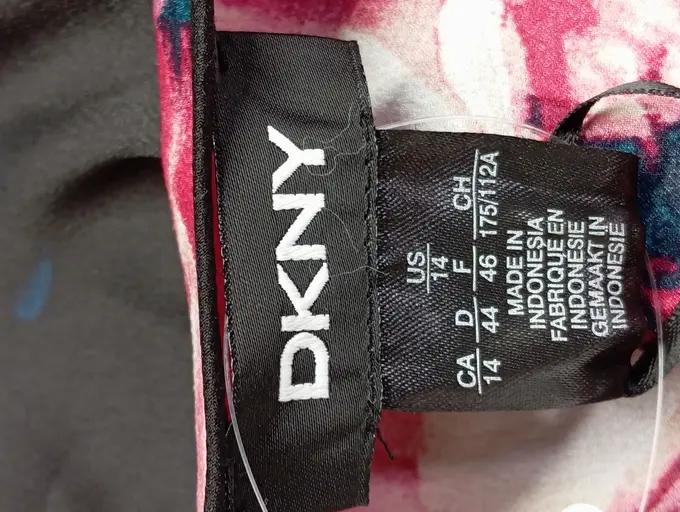 DKNY
US
14
CA D F CH
14 44 46 175/112A
MADE IN
INDONESIA
FABRIQUE EN
INDONESIE
GEMAAKT IN
INDONESIE